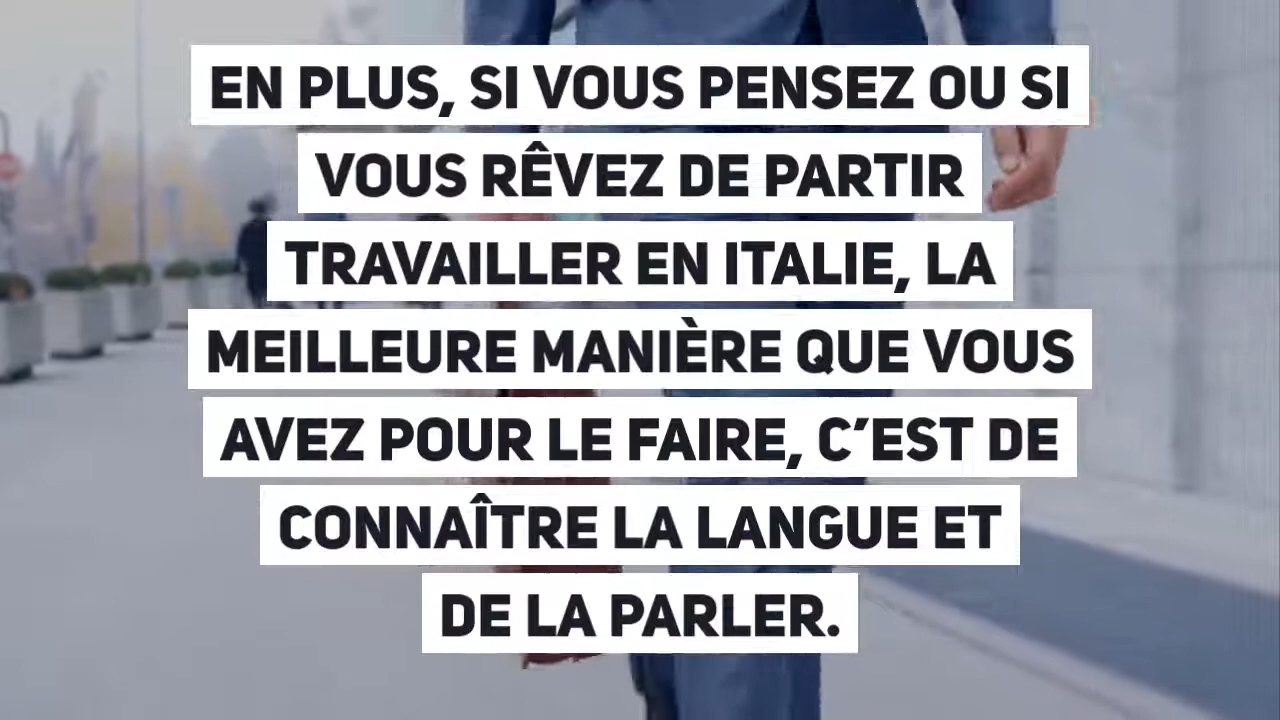 EN PLUS, SI VOUS PENSEZ OU SI
VOUS RÊVEZ DE PARTIR
TRAVAILLER EN ITALIE, LA
MEILLEURE MANIÈRE QUE VOUS
AVEZ POUR LE FAIRE, C’EST DE
CONNAÎTRE LA LANGUE ET
DE LA PARLER.